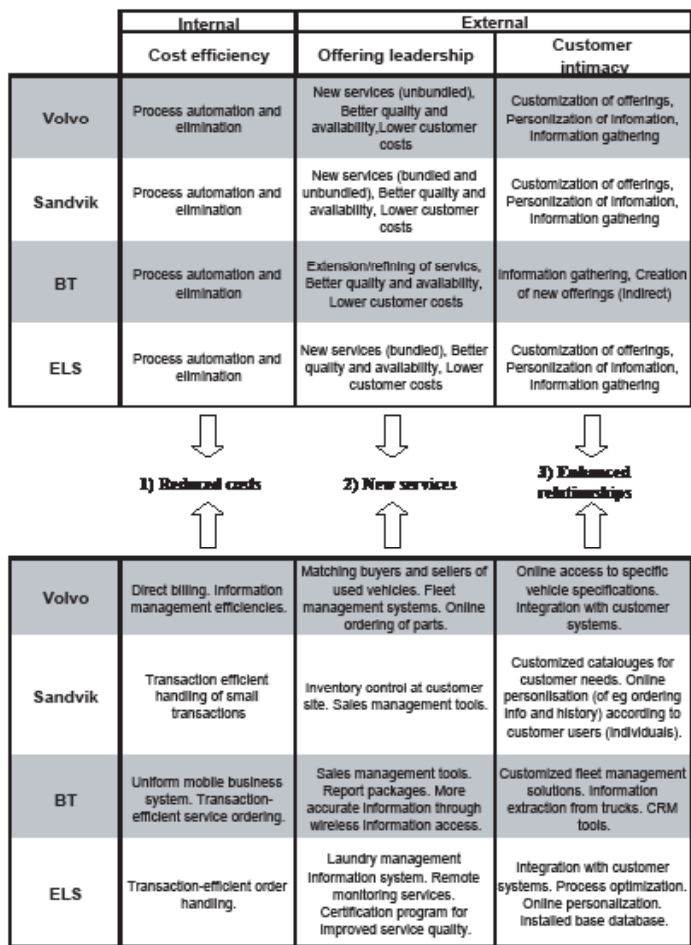 Internal
External
Cost efficiency
Offering leadership
Customer
intimacy
Volvo
Process automation and
elimination
New services (unbundled),
Better quality and
availability,Lower customer
costs
Customization of offerings,
Personlization of infomation,
Information gathering
Sandvik
Process automation and
elimination
New services (bundled and
unbundled), Better quality and
availability, Lower customer
costs
Customization of offerings,
Personlization of infomation,
Information gathering
BT
Process automation and
elimination
Extension/refining of servics,
Better quality and availability,
Lower customer costs
Information gathering, Creation
of new offerings (indirect)
ELS
Process automation and
elimination
New services (bundled), Better
quality and availability, Lower
customer costs
Customization of offerings,
Personlization of infomation,
Information gathering
1) Reduced costs
2) New services
3) Enhanced
relationships
Volvo
Direct billing. Information
management efficiencies.
Matching buyers and sellers of
used vehicles. Fleet
management systems. Online
ordering of parts.
Online access to specific
vehicle specifications.
Integration with customer
systems.
Sandvik
Transaction efficient
handling of small
transactions
Inventory control at customer
site. Sales management tools.
Customized catalouges for
customer needs. Online
personlisation (of eg ordering
info and history) according to
customer users (individuals).
BT
Uniform mobile business
system. Transaction-
efficient service ordering.
Sales management tools.
Report packages. More
accurate information through
wireless information access.
Customized fleet management
solutions. Information
extraction from trucks. CRM
tools.
ELS
Transaction-efficient order
handling.
Laundry management
information system. Remote
monitoring services.
Certification program for
improved service quality.
Integration with customer
systems. Process optimization.
Online personalization.
Installed base database.